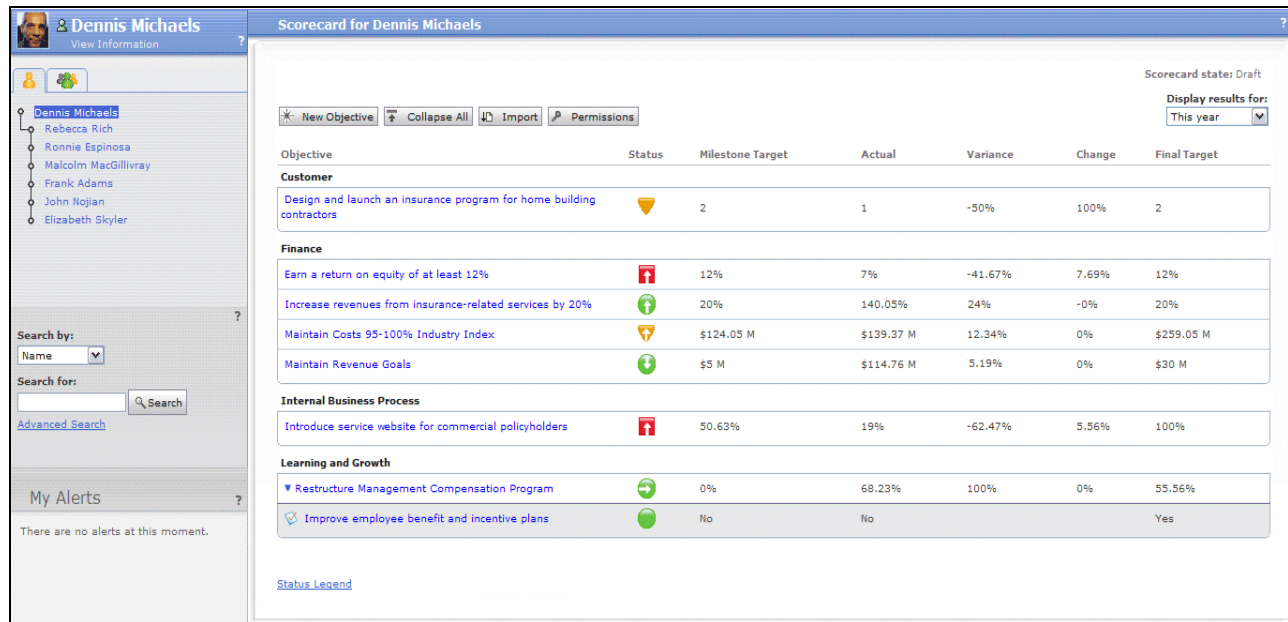 Dennis Michaels
View Information
?
Scorecard for Dennis Michaels
?
Dennis Michaels
Rebecca Rich
Ronnie Espinosa
Malcolm MacGillivray
Frank Adams
John Nojian
Elizabeth Skyler
?
Search by:
Name
Search for:
Search
Advanced Search
My Alerts ?
There are no alerts at this moment.
Scorecard state: Draft
Display results for:
This year
New Objective Collapse All Import Permissions
Objective Status Milestone Target Actual Variance Change Final Target
Customer
Design and launch an insurance program for home building
contractors
2 1 -50% 100% 2
Finance
Earn a return on equity of at least 12% 12% 7% -41.67% 7.69% 12%
Increase revenues from insurance-related services by 20% 20% 140.05% 24% -0% 20%
Maintain Costs 95-100% Industry Index $124.05 M $139.37 M 12.34% 0% $259.05 M
Maintain Revenue Goals $5 M $114.76 M 5.19% 0% $30 M
Internal Business Process
Introduce service website for commercial policyholders 50.63% 19% -62.47% 5.56% 100%
Learning and Growth
Restructure Management Compensation Program 0% 68.23% 100% 0% 55.56%
Improve employee benefit and incentive plans No No Yes
Status Legend